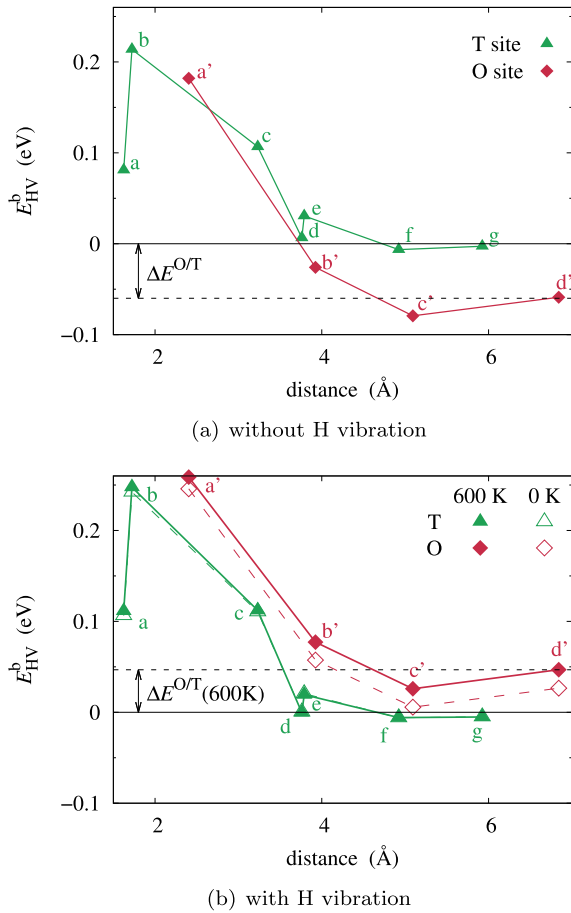 0.2
0.1
0
−0.1
E^b_HV (eV)
T site
O site
a
b
c
d
e
f
g
a’
b’
c’
d’
ΔE^O/T
2 4 6
distance (Å)
(a) without H vibration
0.2
0.1
0
−0.1
E^b_HV (eV)
600 K 0 K
T
O
a
b
c
d
e
f
g
a’
b’
c’
d’
ΔE^O/T(600K)
2 4 6
distance (Å)
(b) with H vibration